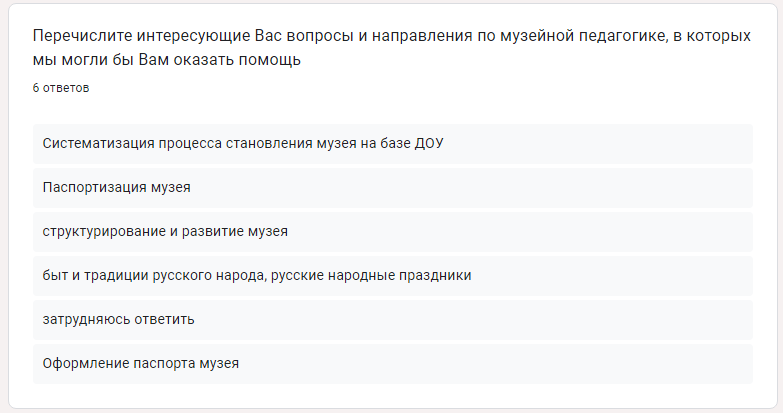 Перечислите интересующие Вас вопросы и направления по музейной педагогике, в которых
мы могли бы Вам оказать помощь
6 ответов
Систематизация процесса становления музея на базе ДОУ
Паспортизация музея
структурирование и развитие музея
быт и традиции русского народа, русские народные праздники
затрудняюсь ответить
Оформление паспорта музея